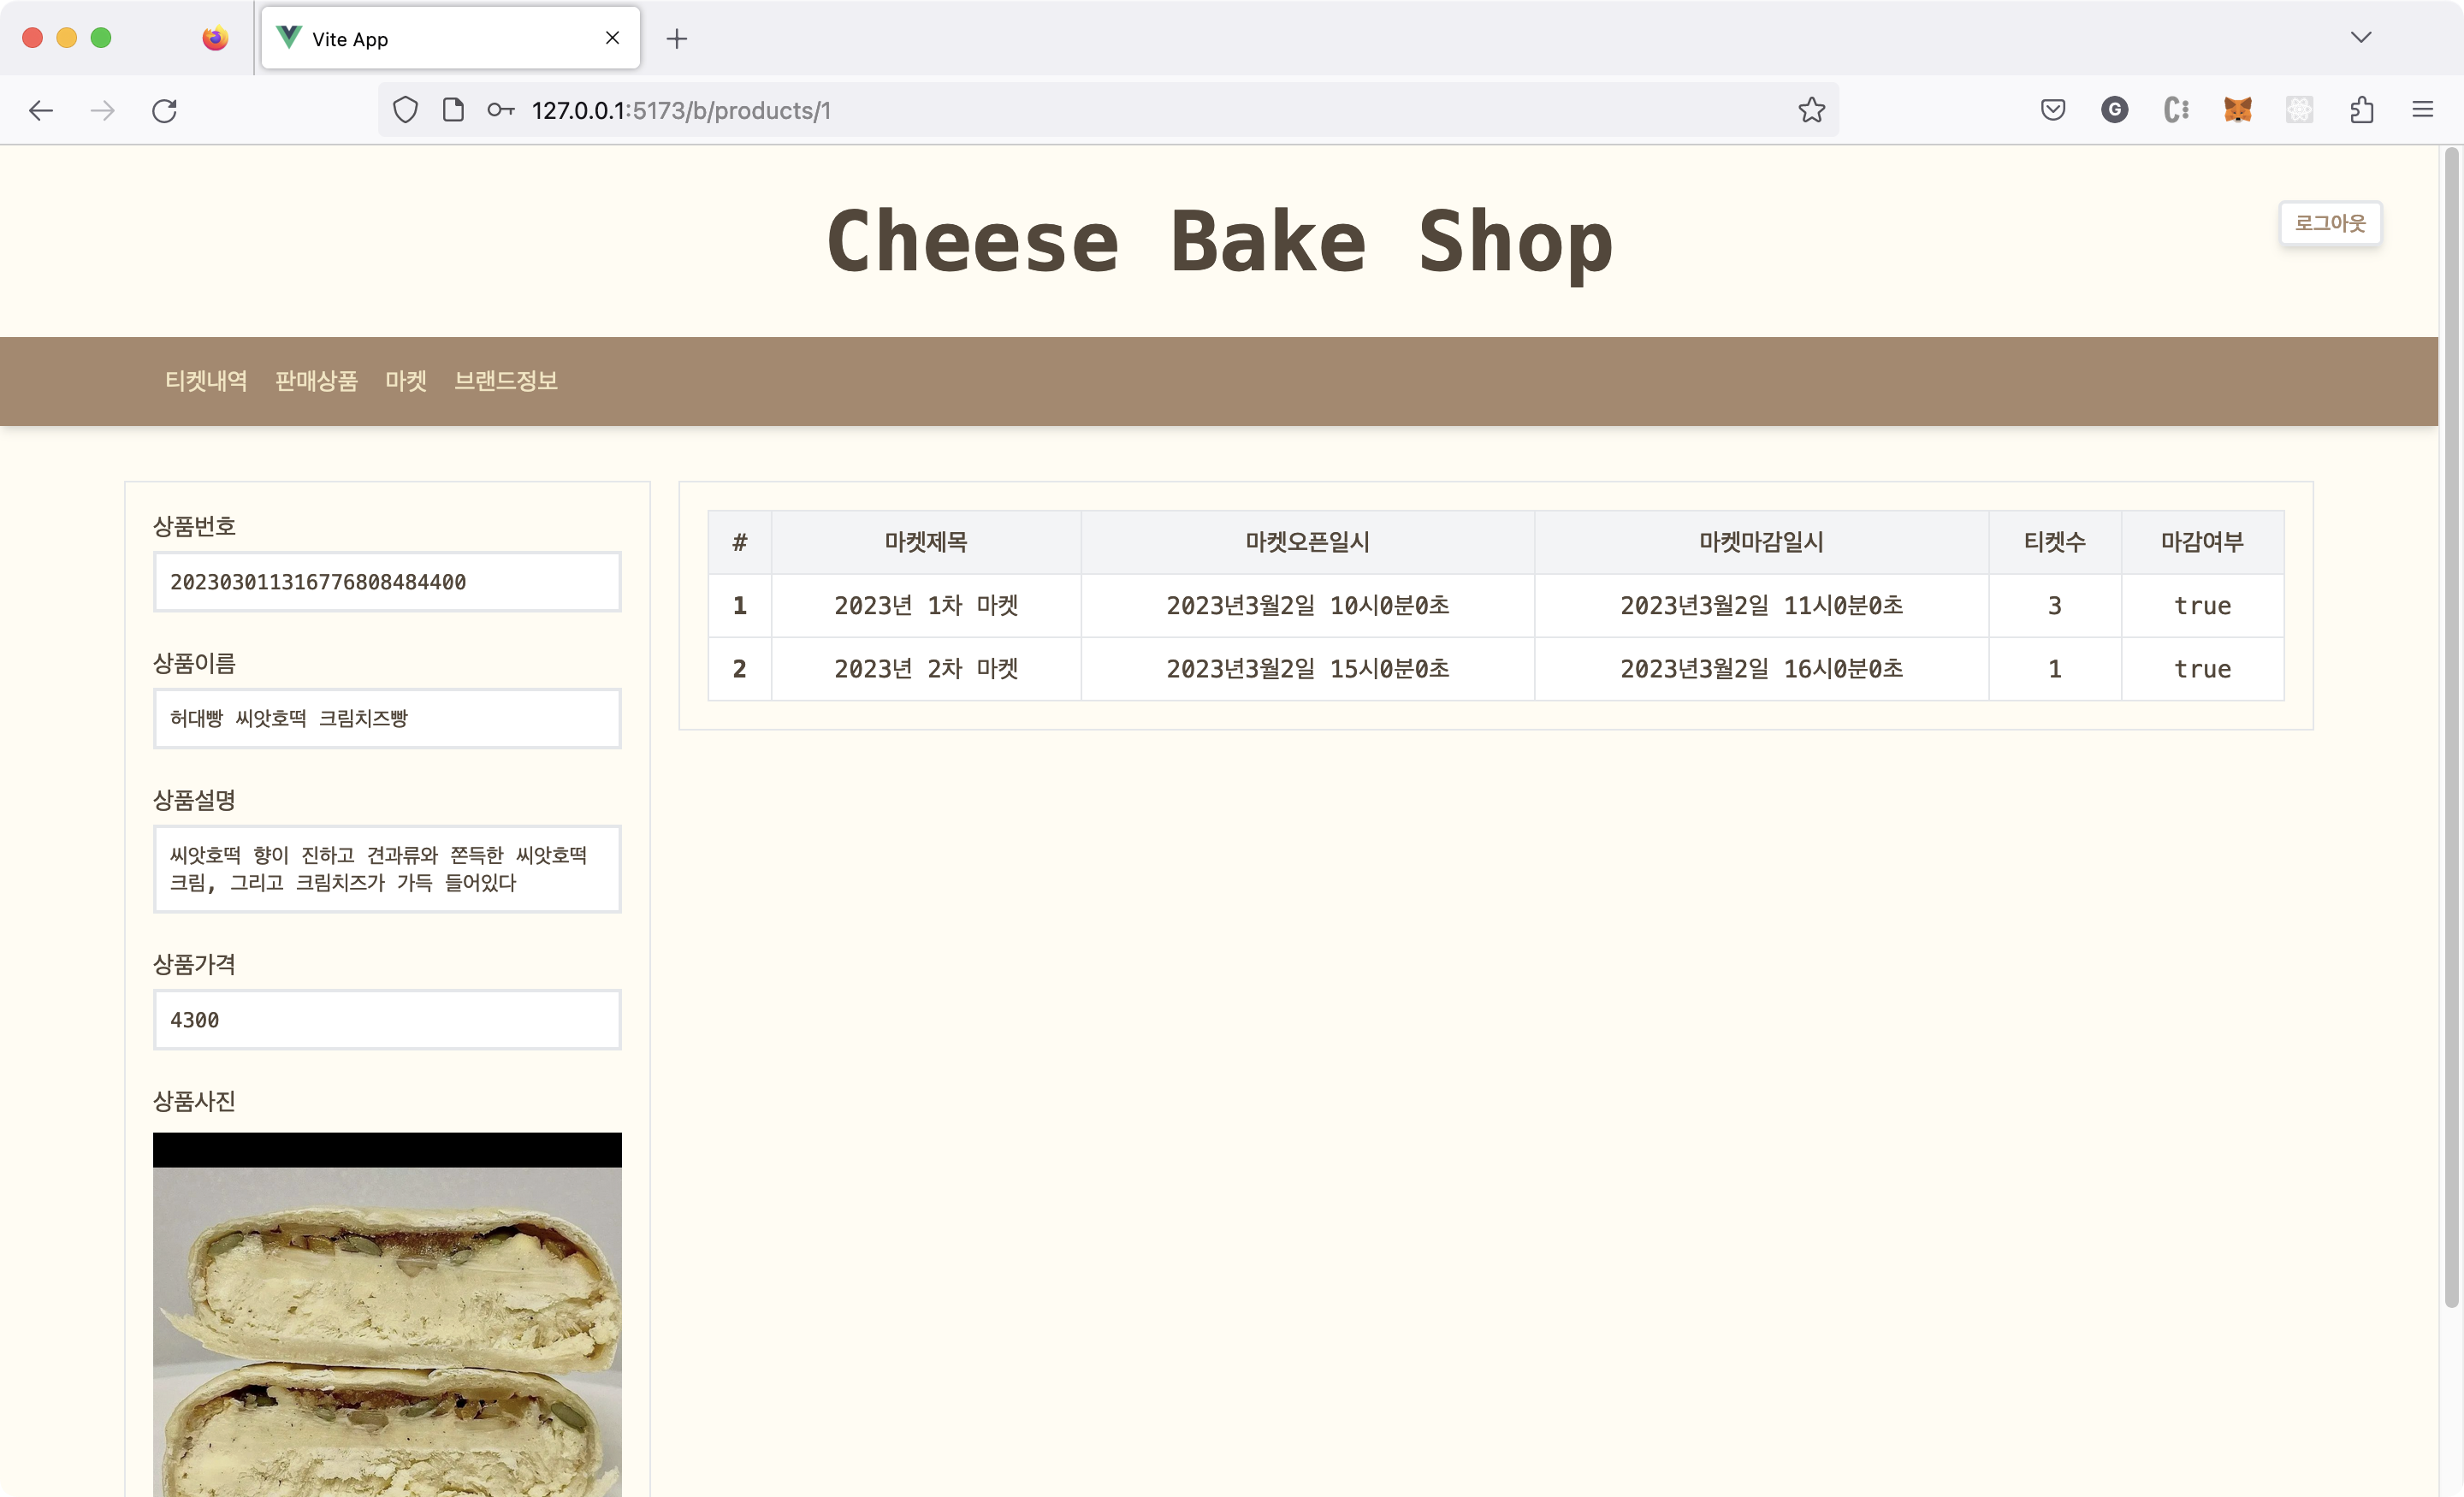 Vite App
127.0.0.1:5173/b/products/1
G
Cheese Bake Shop
로그아웃
티켓내역 판매상품 마켓 브랜드정보
상품번호
202303011316776808484400
상품이름
허대빵 씨앗호떡 크림치즈빵
상품설명
씨앗호떡 향이 진하고 견과류와 쫀득한 씨앗호떡
크림, 그리고 크림치즈가 가득 들어있다
상품가격
4300
상품사진
# 마켓제목 마켓오픈일시 마켓마감일시 티켓수 마감여부
1 2023년 1차 마켓 2023년3월2일 10시0분0초 2023년3월2일 11시0분0초 3 true
2 2023년 2차 마켓 2023년3월2일 15시0분0초 2023년3월2일 16시0분0초 1 true